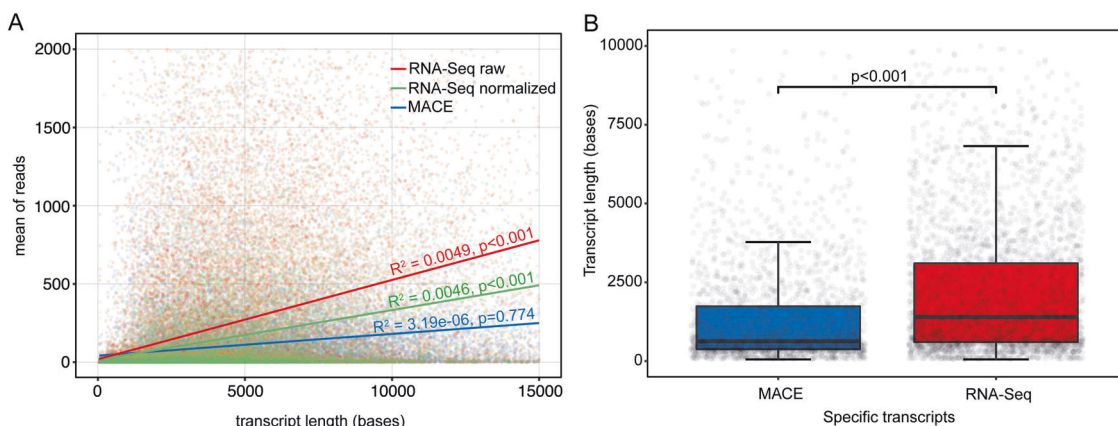 A
2000
1500
1000
500
0
mean of reads
RNA-Seq raw
RNA-Seq normalized
MACE
R² = 0.0049, p<0.001
R² = 0.0046, p<0.001
R² = 3.19e-06, p=0.774
0
5000
10000
15000
transcript length (bases)
B
10000
7500
5000
2500
0
Transcript length (bases)
p<0.001
MACE
RNA-Seq
Specific transcripts